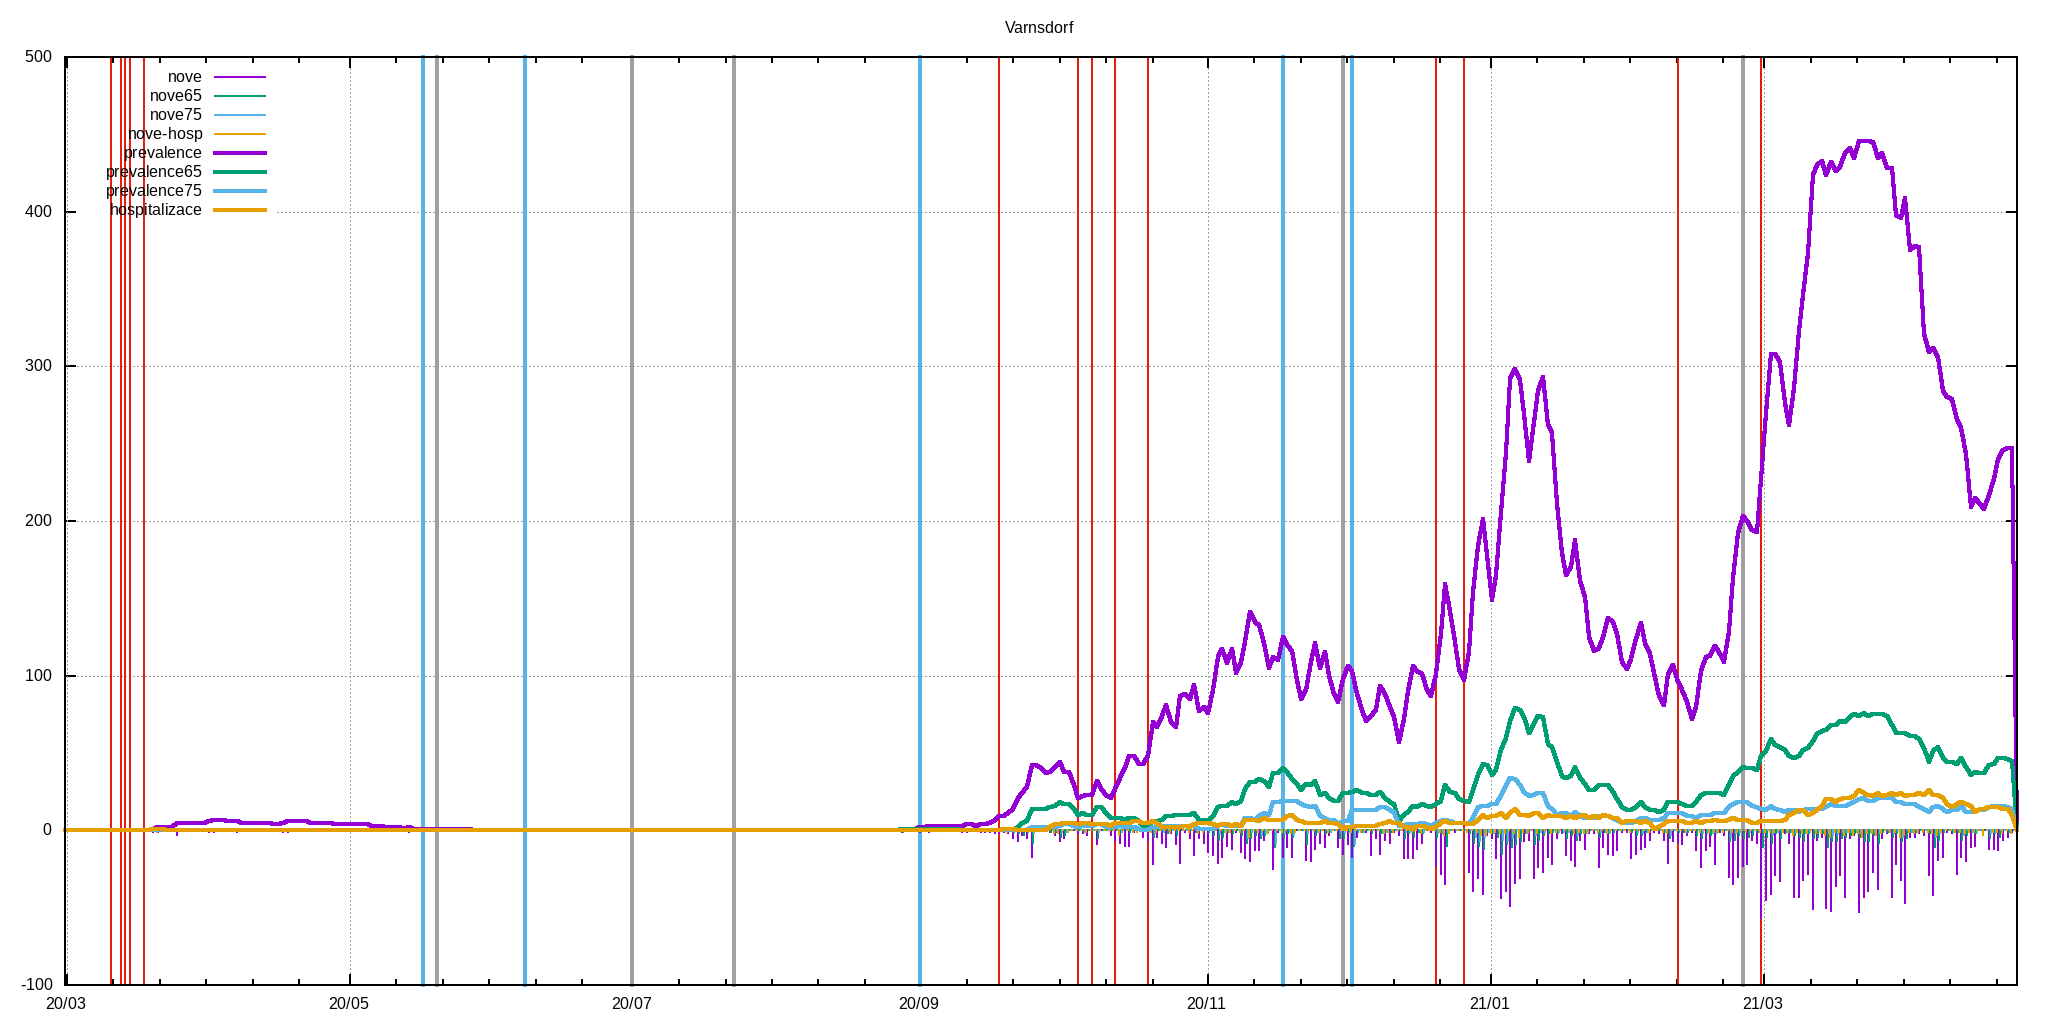 Varnsdorf
500
nove
nove65
nove75
nove-hosp
prevalence
prevalence65
prevalence75
hospitalizace
400
300
200
100
0
-100
20/03 20/05 20/07 20/09 20/11 21/01 21/03